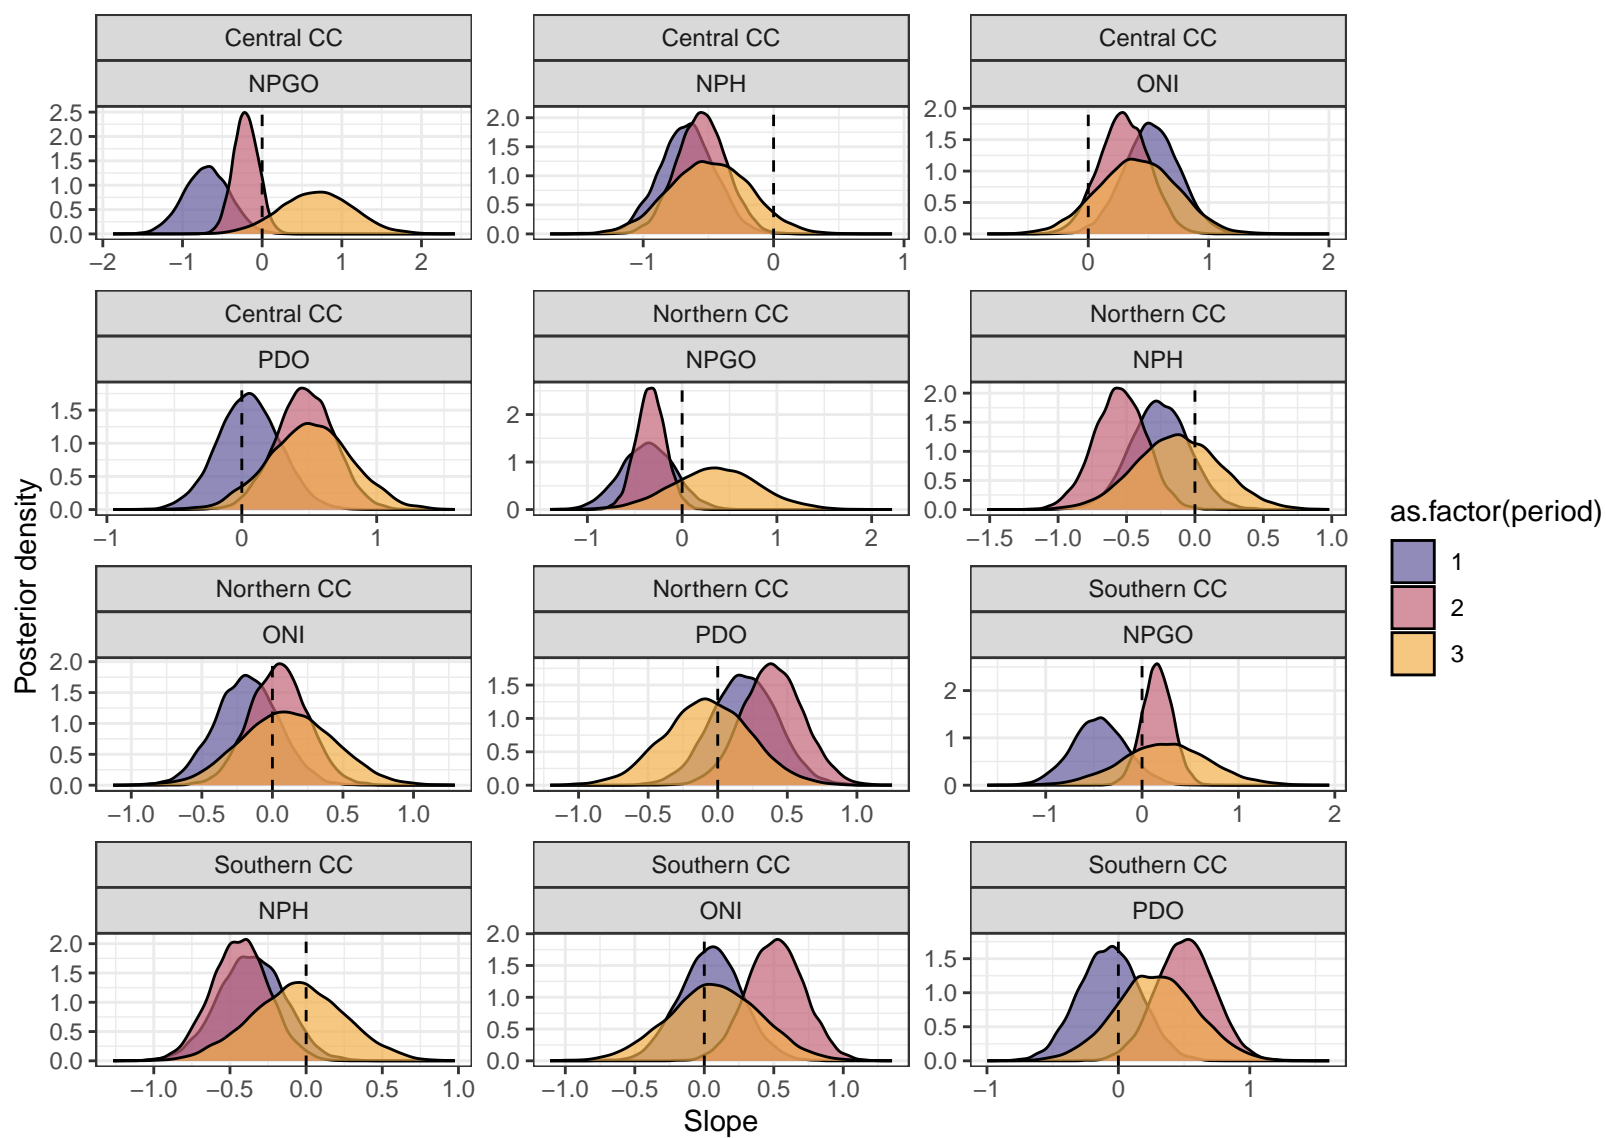 Central CC
NPGO
2.5
2.0
1.5
1.0
0.5
0.0
−2 −1 0 1 2
Central CC
NPH
2.0
1.5
1.0
0.5
0.0
−1 0 1
Central CC
ONI
2.0
1.5
1.0
0.5
0.0
0 1 2
Central CC
PDO
1.5
1.0
0.5
0.0
−1 0 1
Northern CC
NPGO
2
1
0
−1 0 1 2
Northern CC
NPH
2.0
1.5
1.0
0.5
0.0
−1.5 −1.0 −0.5 0.0 0.5 1.0
Northern CC
ONI
2.0
1.5
1.0
0.5
0.0
−1.0 −0.5 0.0 0.5 1.0
Northern CC
PDO
1.5
1.0
0.5
0.0
−1.0 −0.5 0.0 0.5 1.0
Southern CC
NPGO
2
1
0
−1 0 1 2
Southern CC
NPH
2.0
1.5
1.0
0.5
0.0
−1.0 −0.5 0.0 0.5 1.0
Southern CC
ONI
2.0
1.5
1.0
0.5
0.0
−1.0 −0.5 0.0 0.5 1.0
Southern CC
PDO
1.5
1.0
0.5
0.0
−1 0 1
Posterior density
Slope
as.factor(period)
1
2
3